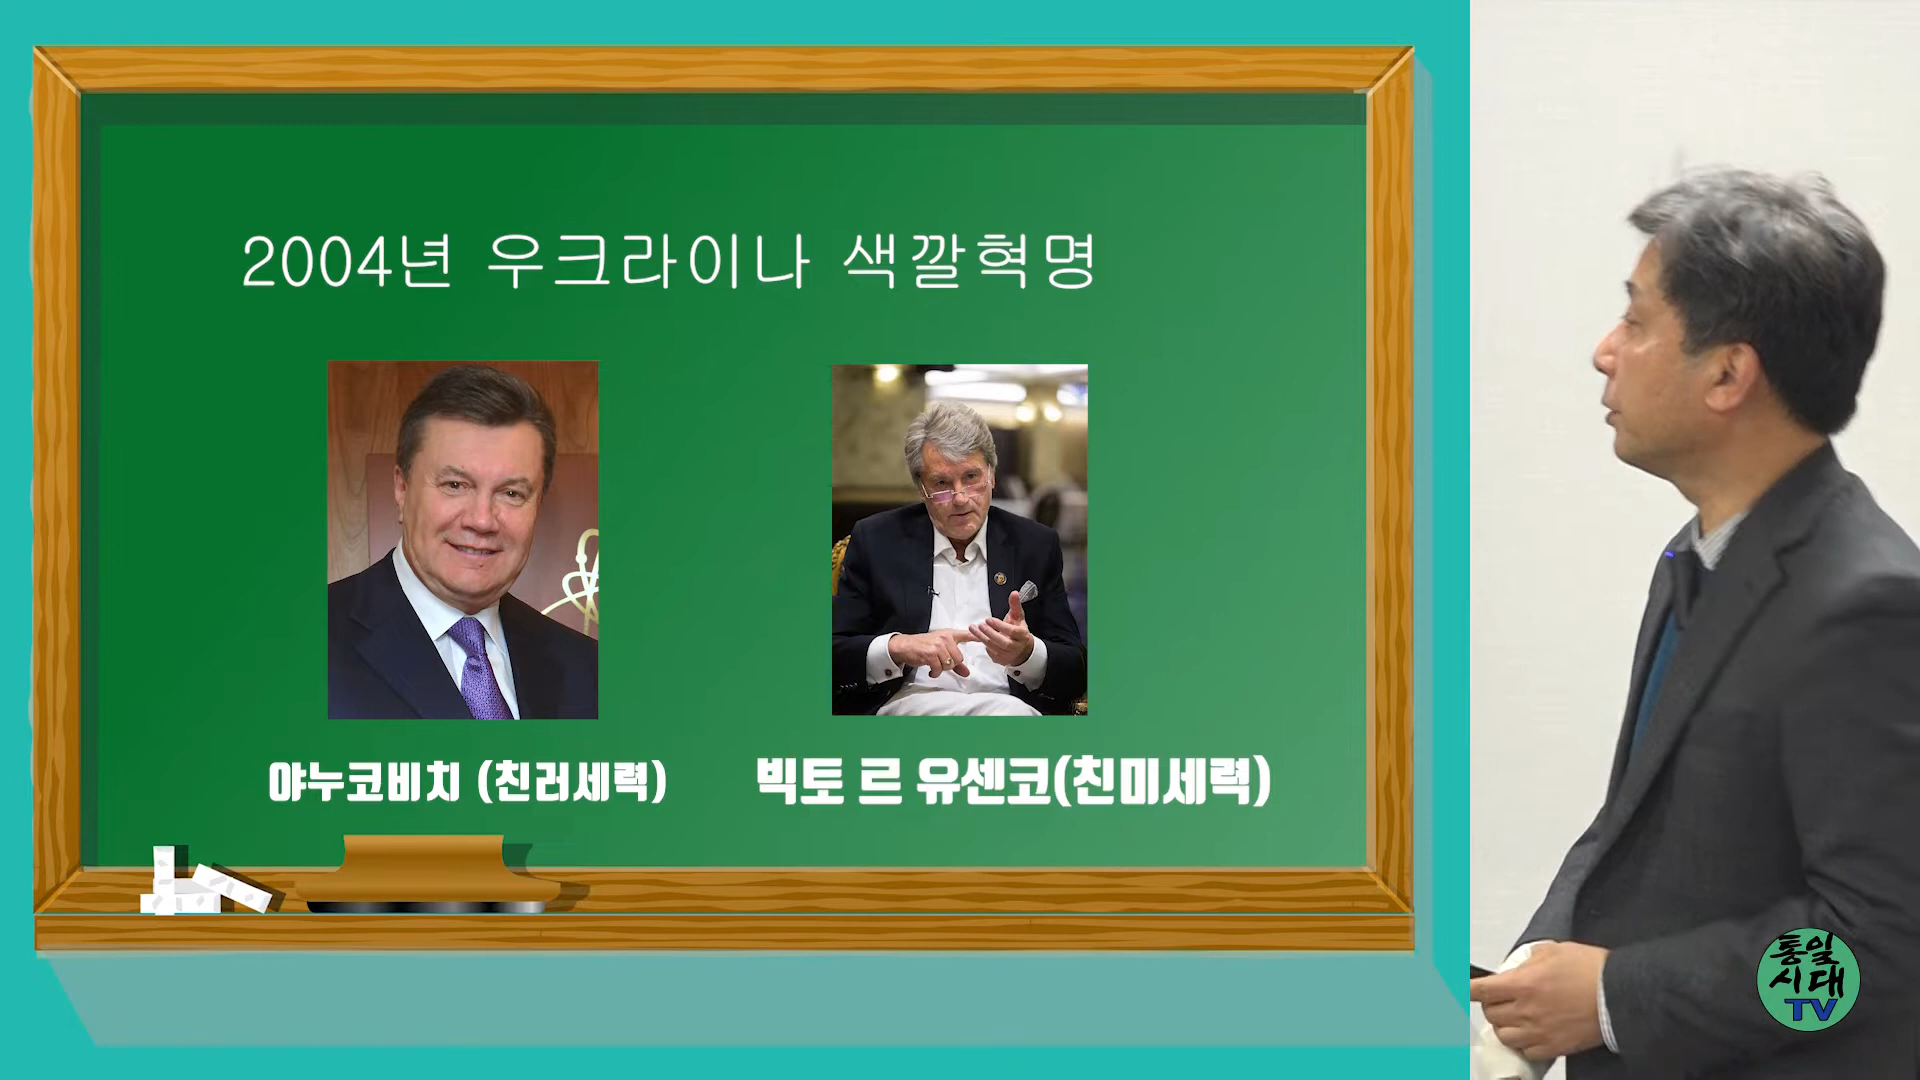 2004년 우크라이나 색깔혁명
야누코비치 (친러세력)
빅토 르 유센코(친미세력)
통일
시대
TV